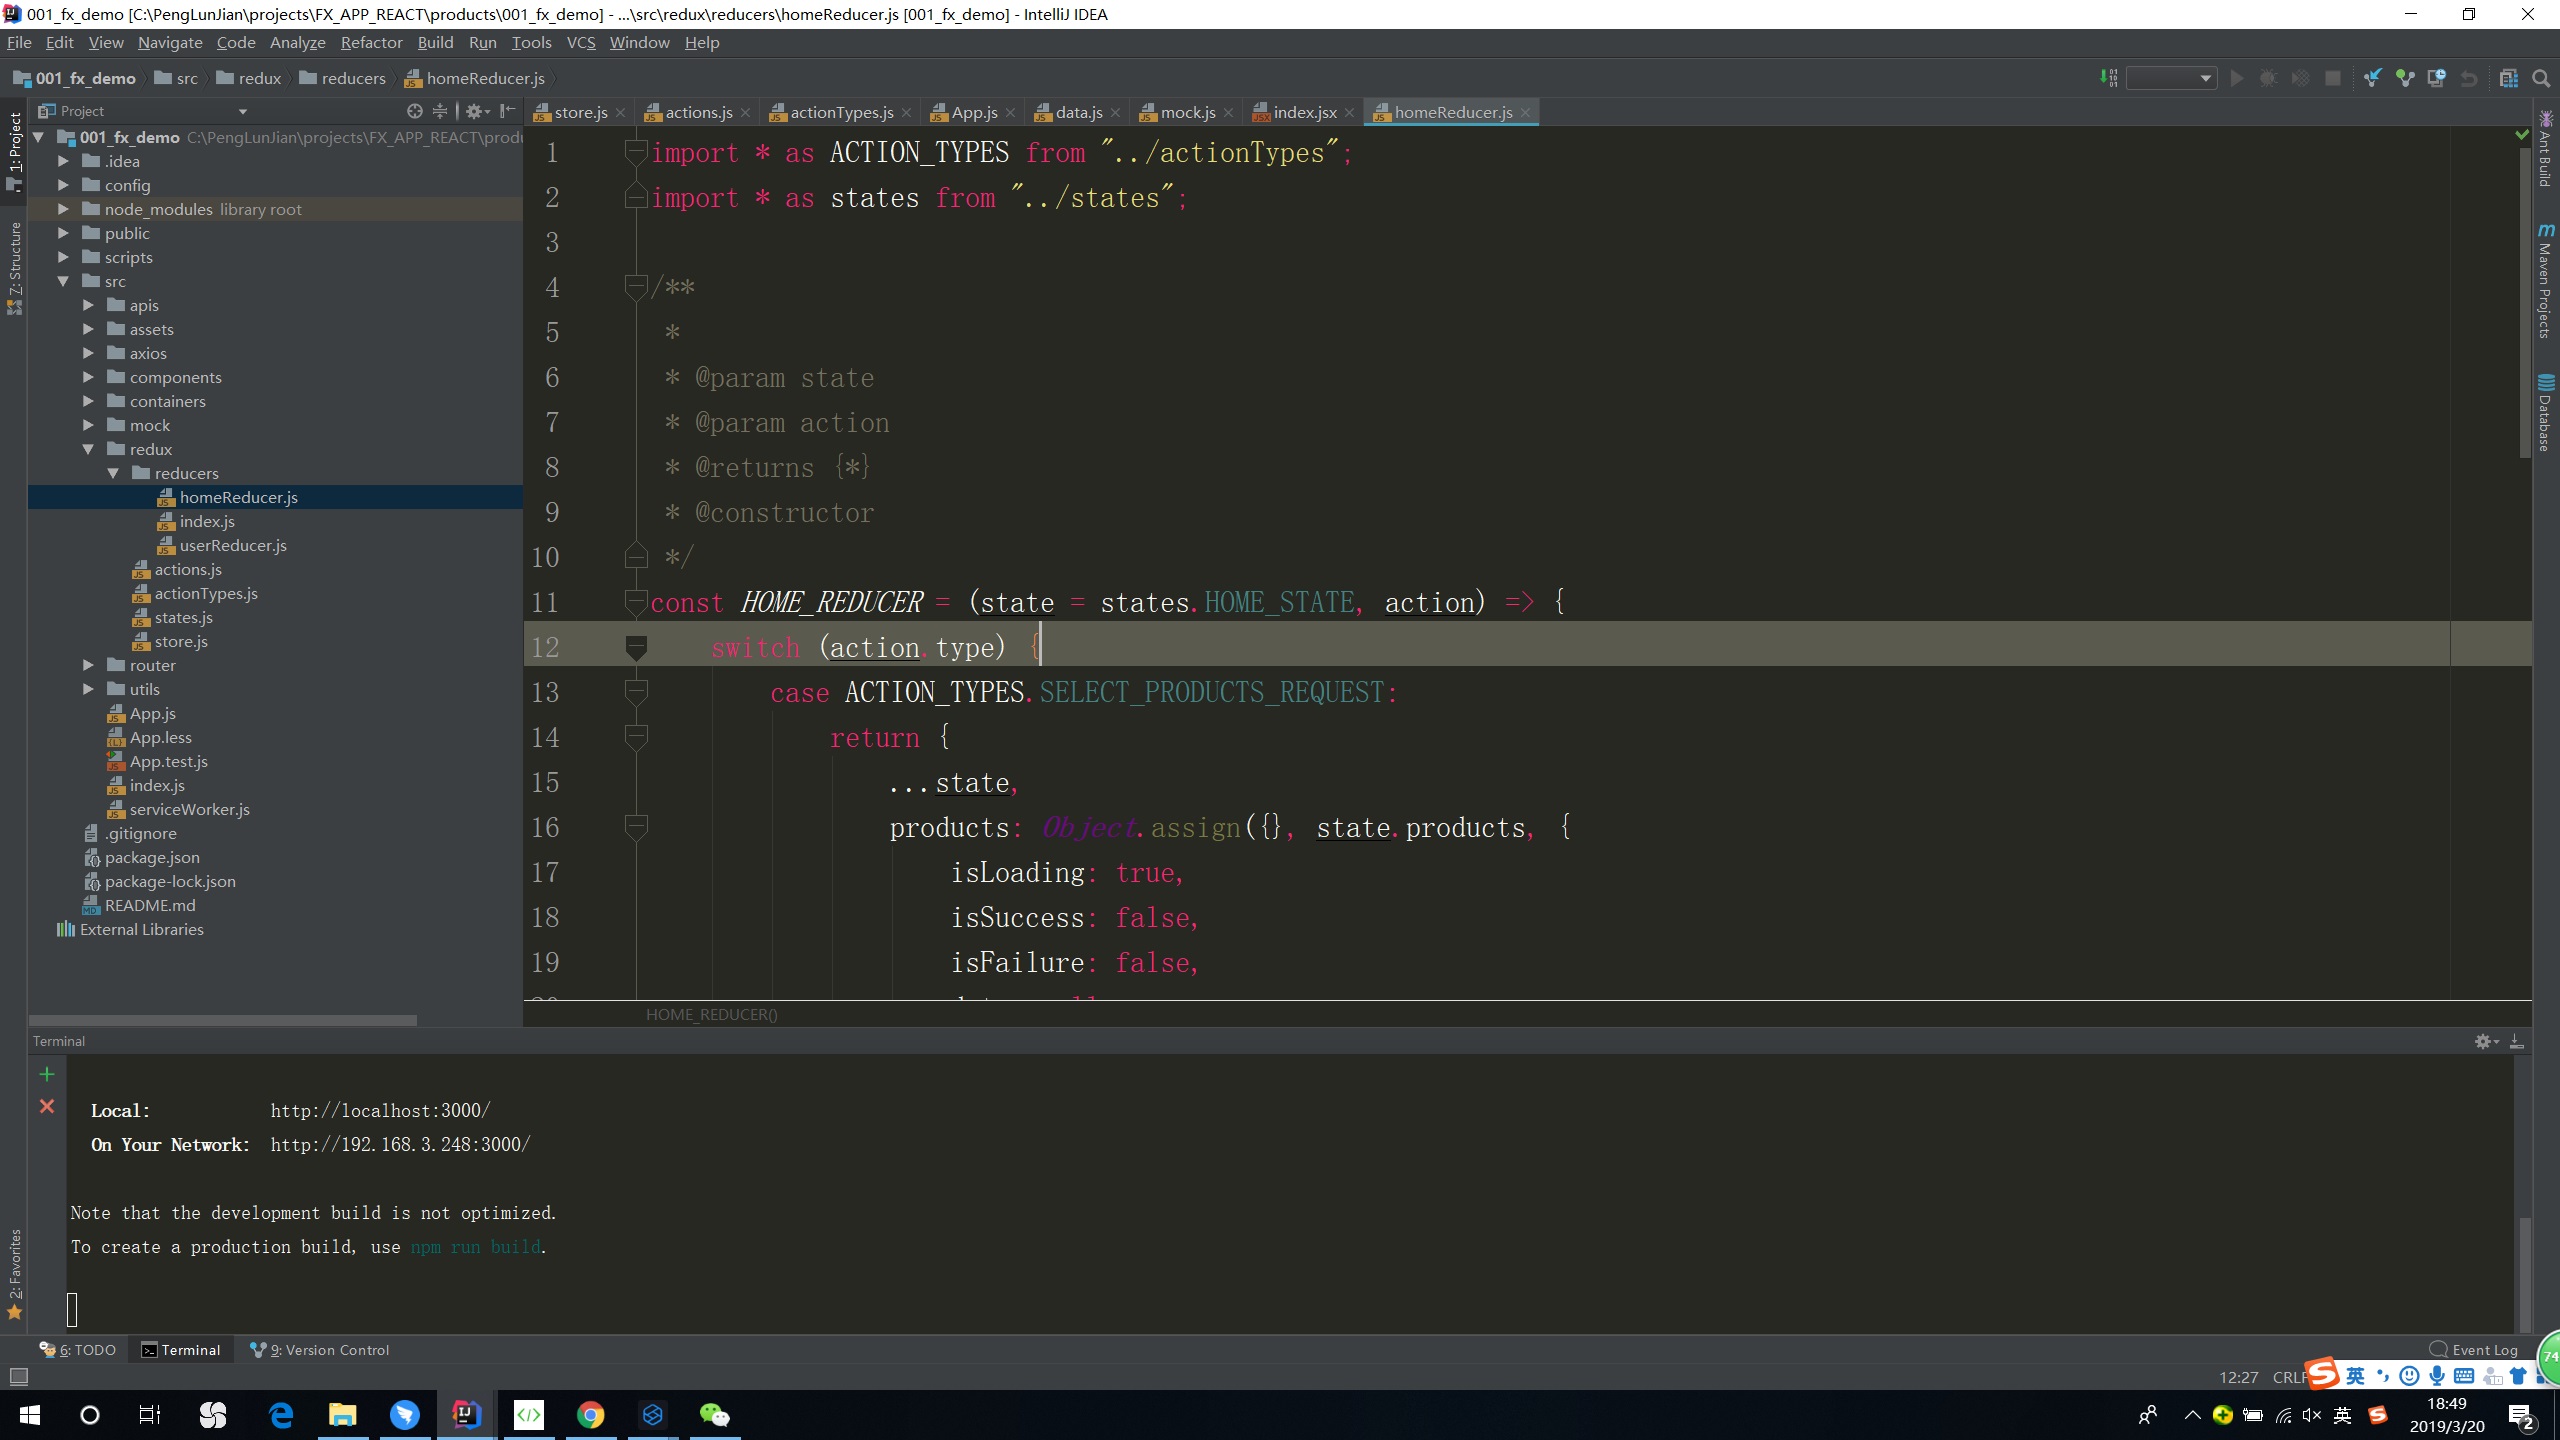 001_fx_demo [C:\PengLunJian\projects\FX_APP_REACT\products\001_fx_demo] - ...\src\redux\reducers\homeReducer.js [001_fx_demo] - IntelliJ IDEA
File Edit View Navigate Code Analyze Refactor Build Run Tools VCS Window Help
001_fx_demo src redux reducers homeReducer.js
Project
store.js actions.js actionTypes.js App.js data.js mock.js index.jsx homeReducer.js
1: Project
Z: Structure
2: Favorites
001_fx_demo C:\PengLunJian\projects\FX_APP_REACT\produ
.idea
config
node_modules library root
public
scripts
src
apis
assets
axios
components
containers
mock
redux
reducers
homeReducer.js
index.js
userReducer.js
actions.js
actionTypes.js
states.js
store.js
router
utils
App.js
App.less
App.test.js
index.js
serviceWorker.js
.gitignore
package.json
package-lock.json
README.md
External Libraries
1 import * as ACTION_TYPES from "../actionTypes";
2 import * as states from "../states";
3
4 /**
5 *
6 * @param state
7 * @param action
8 * @returns {*}
9 * @constructor
10 */
11 const HOME_REDUCER = (state = states.HOME_STATE, action) => {
12 switch (action.type) {
13 case ACTION_TYPES.SELECT_PRODUCTS_REQUEST:
14 return {
15 ...state,
16 products: Object.assign({}, state.products, {
17 isLoading: true,
18 isSuccess: false,
19 isFailure: false,
HOME_REDUCER()
Ant Build
Maven Projects
Database
Terminal
Local: http://localhost:3000/
On Your Network: http://192.168.3.248:3000/
Note that the development build is not optimized.
To create a production build, use npm run build.
6: TODO Terminal 9: Version Control Event Log
74
12:27 CRLF 英
英 18:49
2019/3/20 2